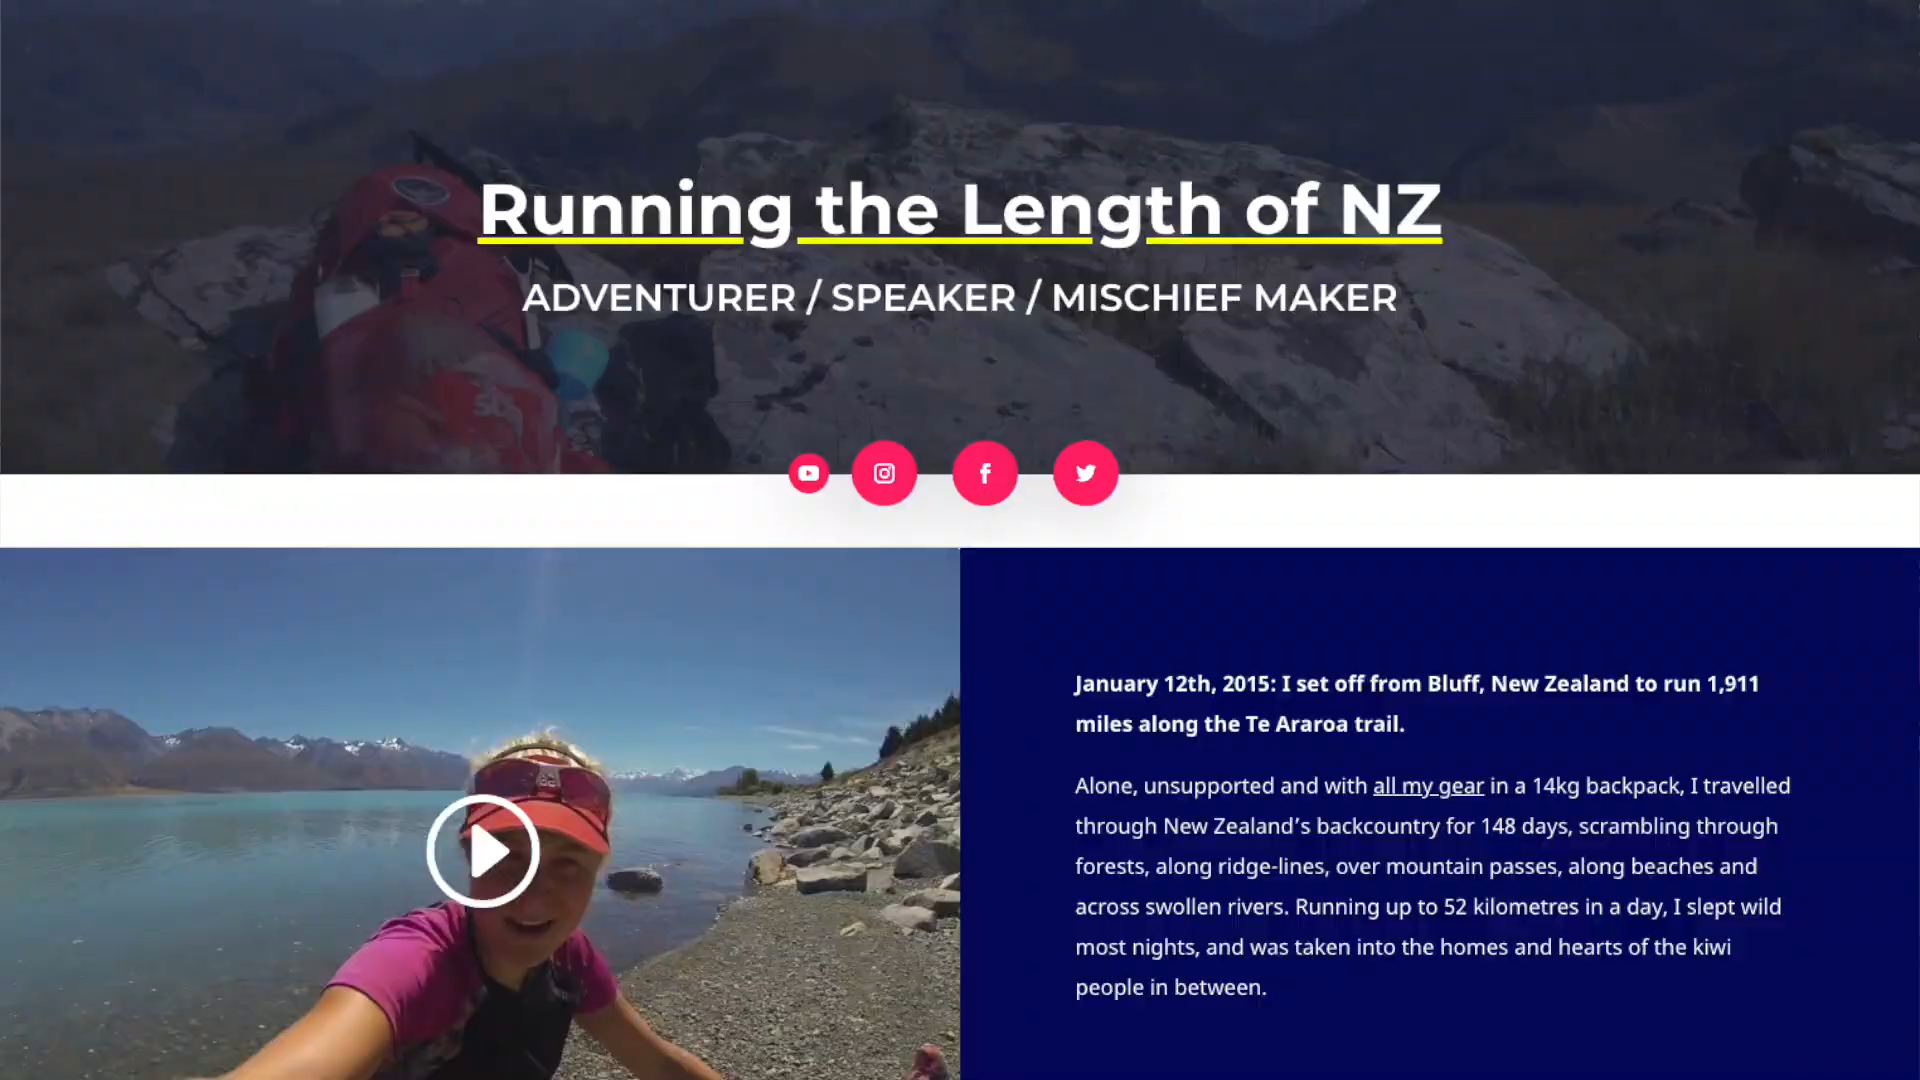 Running the Length of NZ
ADVENTURER / SPEAKER / MISCHIEF MAKER
January 12th, 2015: I set off from Bluff, New Zealand to run 1,911
miles along the Te Araroa trail.
Alone, unsupported and with all my gear in a 14kg backpack, I travelled
through New Zealand’s backcountry for 148 days, scrambling through
forests, along ridge-lines, over mountain passes, along beaches and
across swollen rivers. Running up to 52 kilometres in a day, I slept wild
most nights, and was taken into the homes and hearts of the kiwi
people in between.